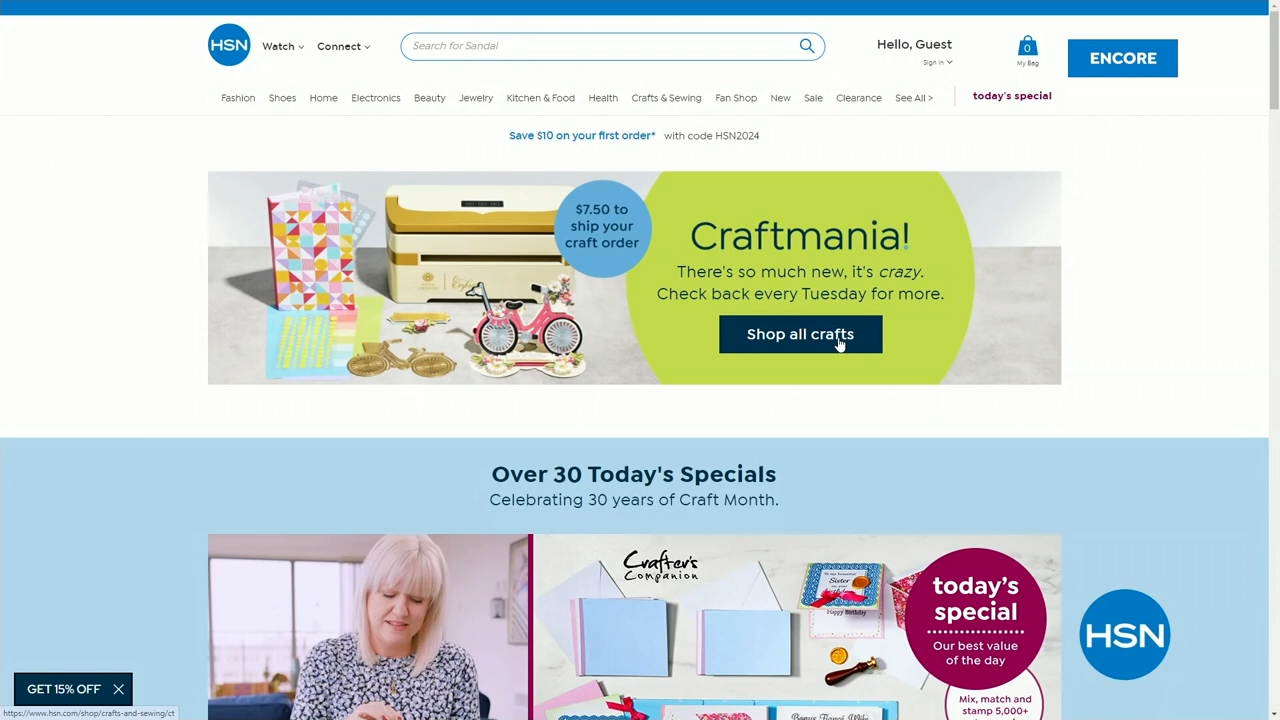 HSN
Watch
Connect
Search for Sandal
Hello, Guest
Sign In
0
My Bag
ENCORE
Fashion
Shoes
Home
Electronics
Beauty
Jewelry
Kitchen & Food
Health
Crafts & Sewing
Fan Shop
New
Sale
Clearance
See All >
today's special
Save $10 on your first order* with code HSN2024
$7.50 to
ship your
craft order
Craftmania!
There's so much new, it's crazy.
Check back every Tuesday for more.
Shop all crafts
Over 30 Today's Specials
Celebrating 30 years of Craft Month.
Crafter's
Companion
Sister
Happy Birthday
today's
special
Our best value
of the day
Mix, match and
stamp 5,000+
HSN
GET 15% OFF
https://www.hsn.com/shop/crafts-and-sewing/ct